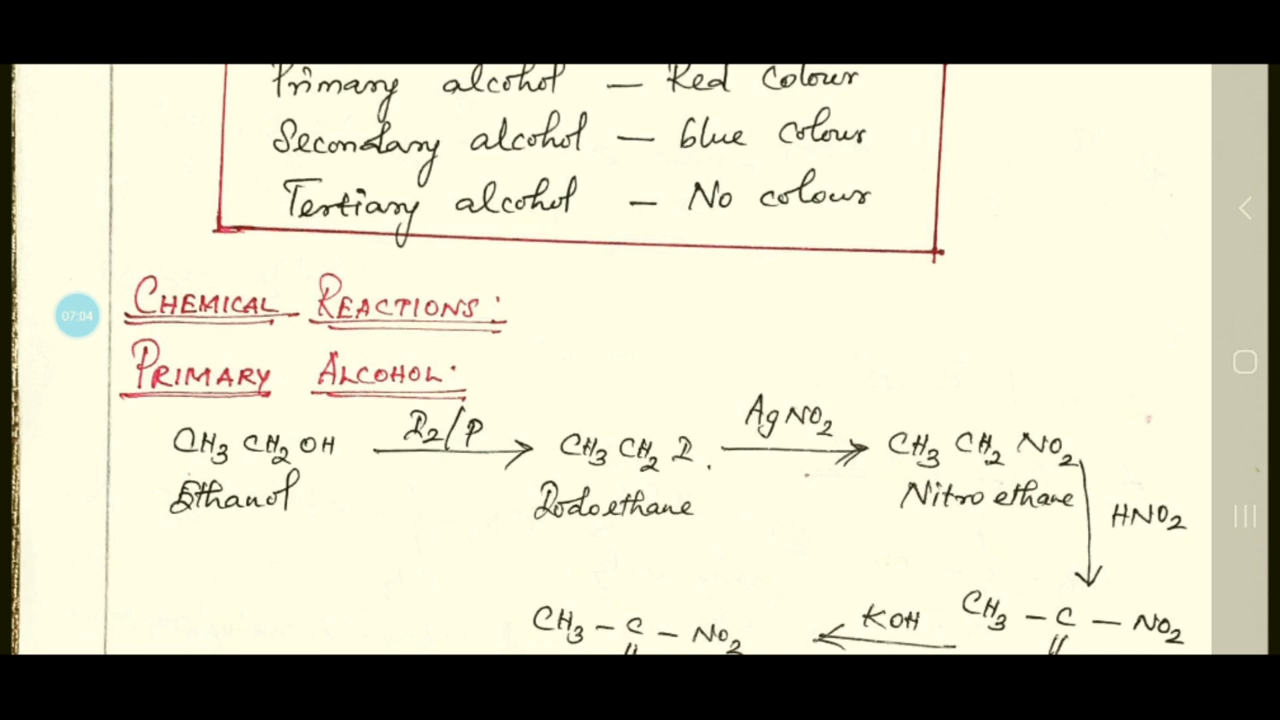 Primary alcohol — Red colour
Secondary alcohol — blue colour
Tertiary alcohol — No colour
CHEMICAL REACTIONS:
07:04
PRIMARY ALCOHOL:
CH3 CH2 OH I2/P CH3 CH2 I. AgNO2 CH3 CH2 NO2
Ethanol Iodoethane Nitro ethane
HNO2
CH3 – C – NO2 KOH CH3 – C – NO2